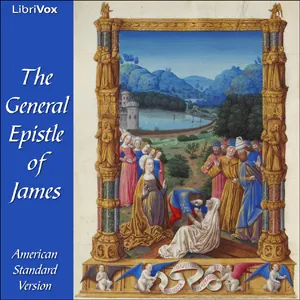 LibriVox
The
General
Epistle
of
James
American
Standard
Version